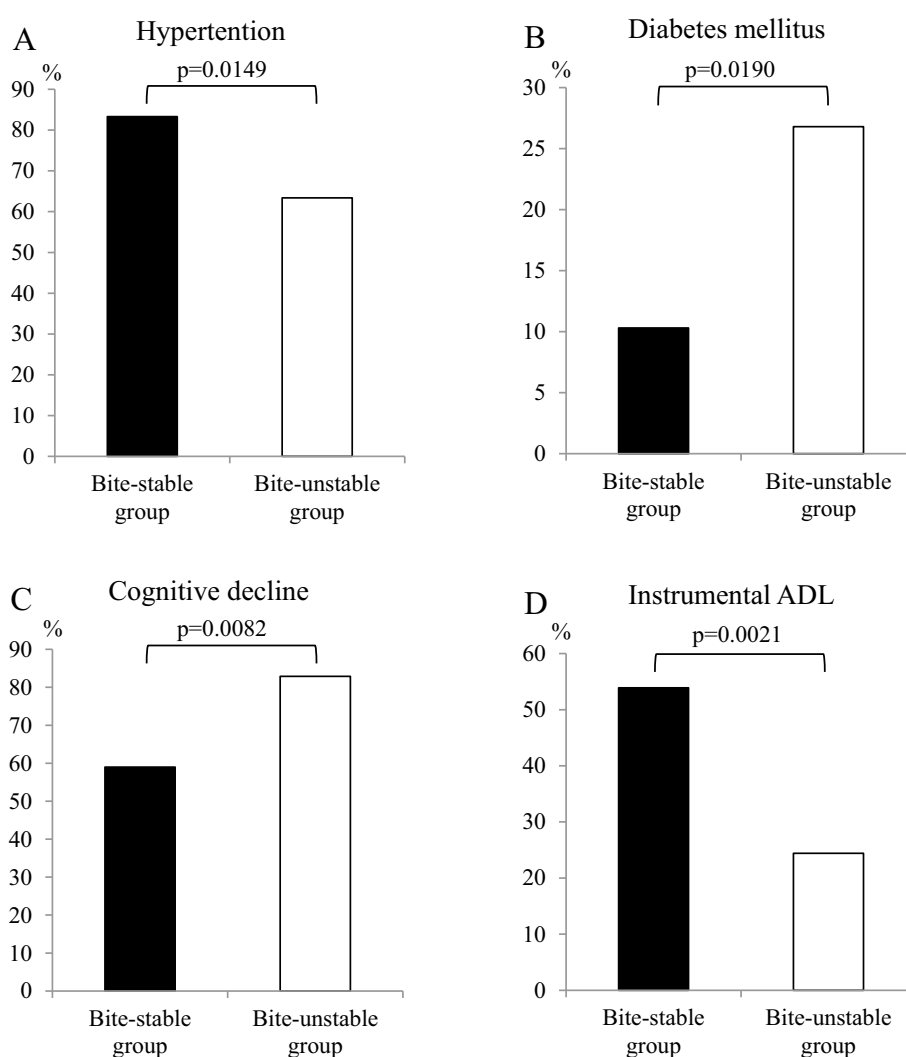 A
Hypertention
%
p=0.0149
90
80
70
60
50
40
30
20
10
0
Bite-stable
group
Bite-unstable
group
B
Diabetes mellitus
%
p=0.0190
30
25
20
15
10
5
0
Bite-stable
group
Bite-unstable
group
C
Cognitive decline
%
p=0.0082
90
80
70
60
50
40
30
20
10
0
Bite-stable
group
Bite-unstable
group
D
Instrumental ADL
%
p=0.0021
60
50
40
30
20
10
0
Bite-stable
group
Bite-unstable
group